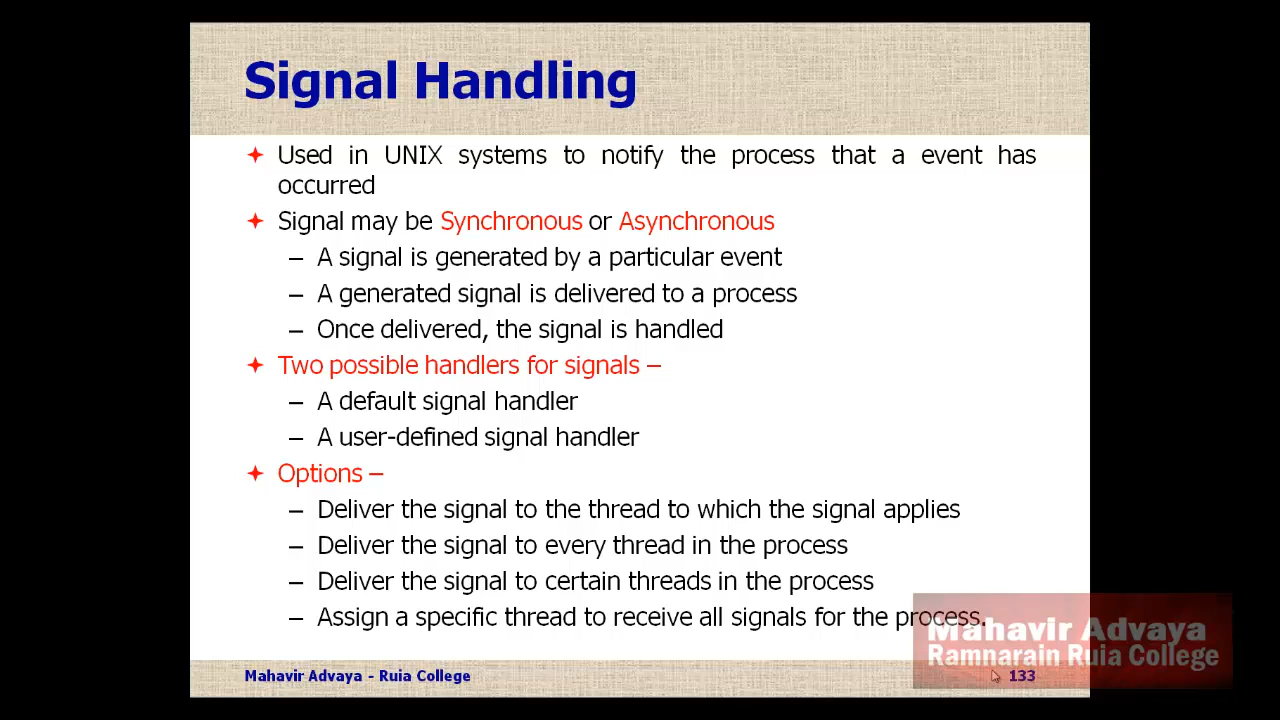 Signal Handling
Used in UNIX systems to notify the process that a event has
occurred
Signal may be Synchronous or Asynchronous
– A signal is generated by a particular event
– A generated signal is delivered to a process
– Once delivered, the signal is handled
Two possible handlers for signals –
– A default signal handler
– A user-defined signal handler
Options –
– Deliver the signal to the thread to which the signal applies
– Deliver the signal to every thread in the process
– Deliver the signal to certain threads in the process
– Assign a specific thread to receive all signals for the process.
Mahavir Advaya
Ramnarain Ruia College
Mahavir Advaya - Ruia College
133